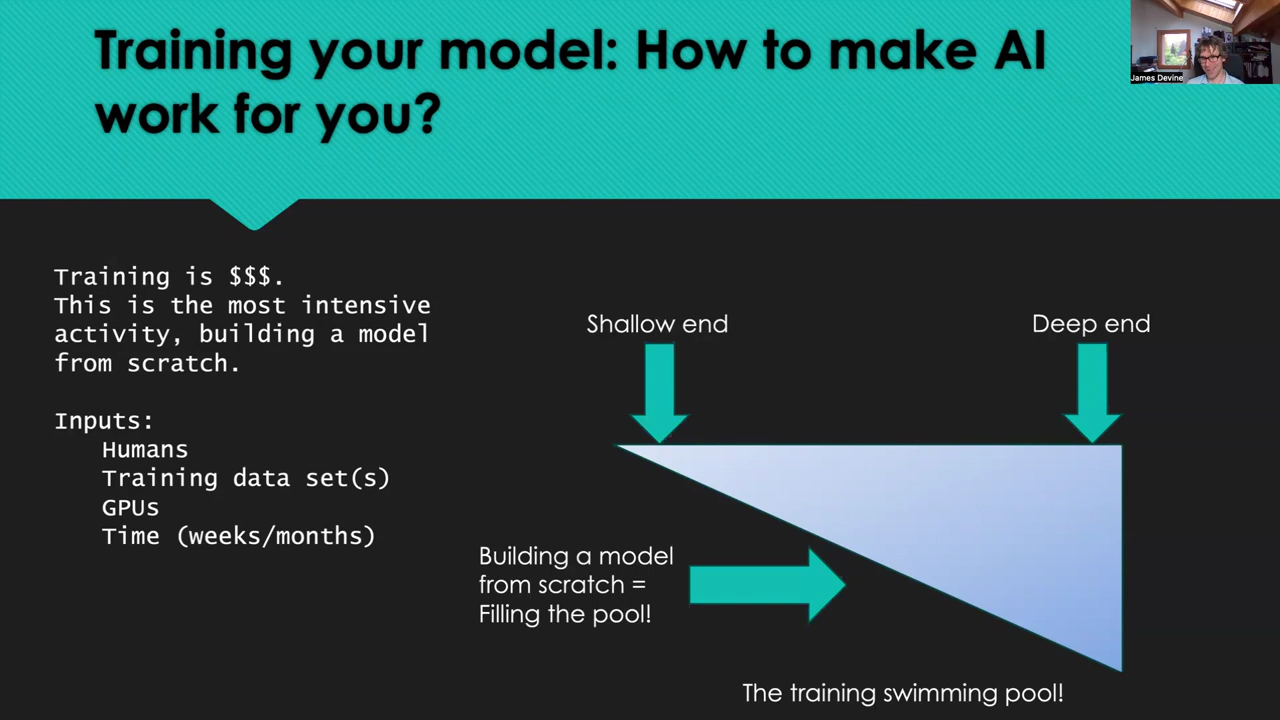 Training your model: How to make AI
work for you?
James Devine
Training is $$$.
This is the most intensive
activity, building a model
from scratch.
Inputs:
Humans
Training data set(s)
GPUs
Time (weeks/months)
Shallow end
Deep end
Building a model
from scratch =
Filling the pool!
The training swimming pool!